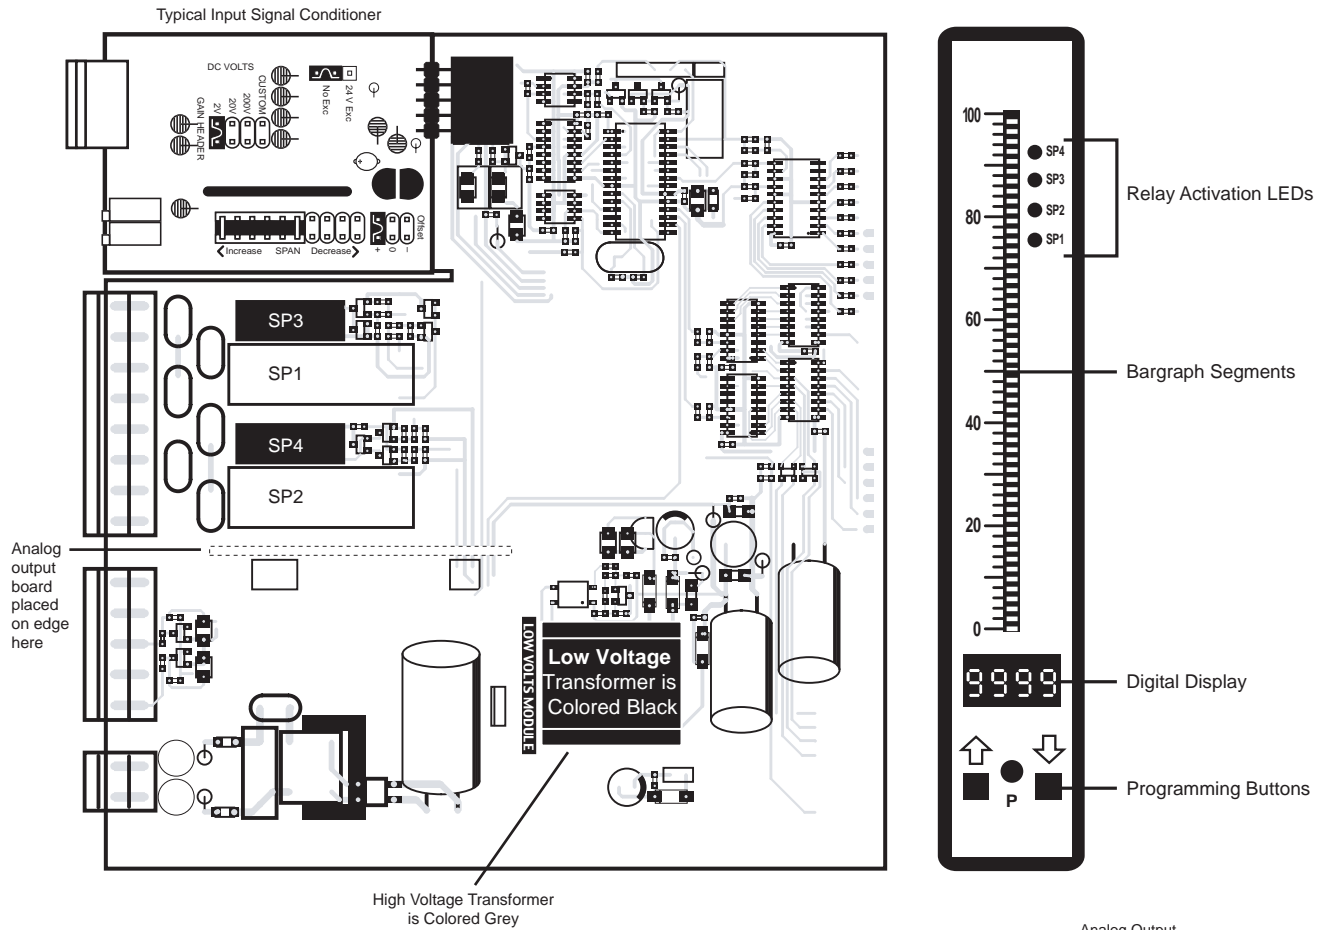 Typical Input Signal Conditioner
DC VOLTS
CUSTOM
200V
20V
2V
GAIN HEADER
24 V Exc
No Exc
Offset
+ 0 –
Increase SPAN Decrease
SP3
SP1
SP4
SP2
Analog
output
board
placed
on edge
here
LOW VOLTS MODULE
Low Voltage
Transformer is
Colored Black
High Voltage Transformer
is Colored Grey
100
80
60
40
20
0
SP4
SP3
SP2
SP1
Relay Activation LEDs
Bargraph Segments
9999
Digital Display
P
Programming Buttons
Analog Output